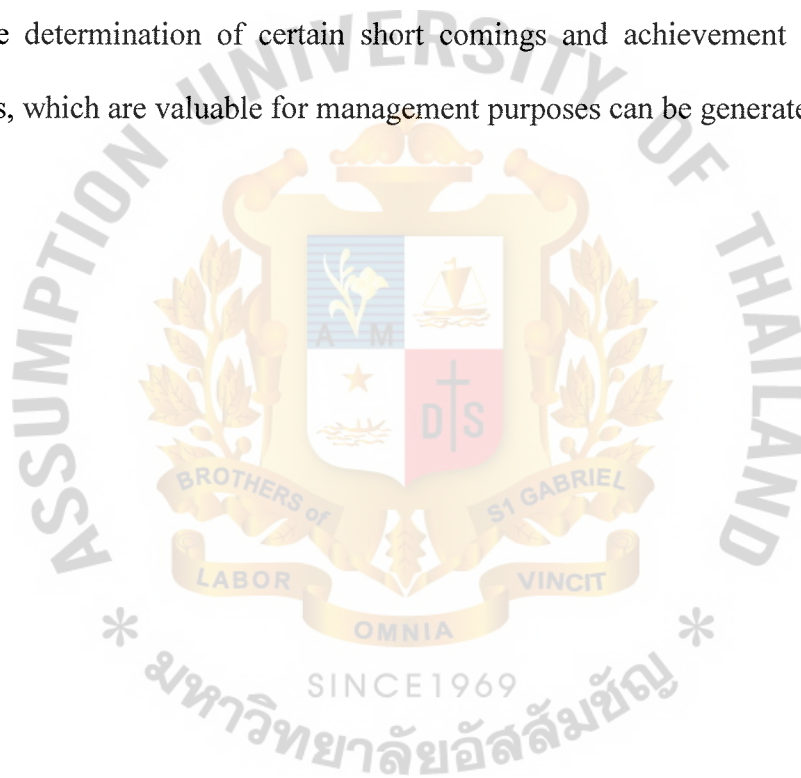 determination of certain short comings and achievement
which are valuable for management purposes can be
ASSUMPTION UNIVERSITY OF THAILAND
A M
D S
BROTHERS of ST GABRIEL
LABOR OMNIA VINCIT
SINCE1969
* มหาวิทยาลัยอัสสัมชัญ *